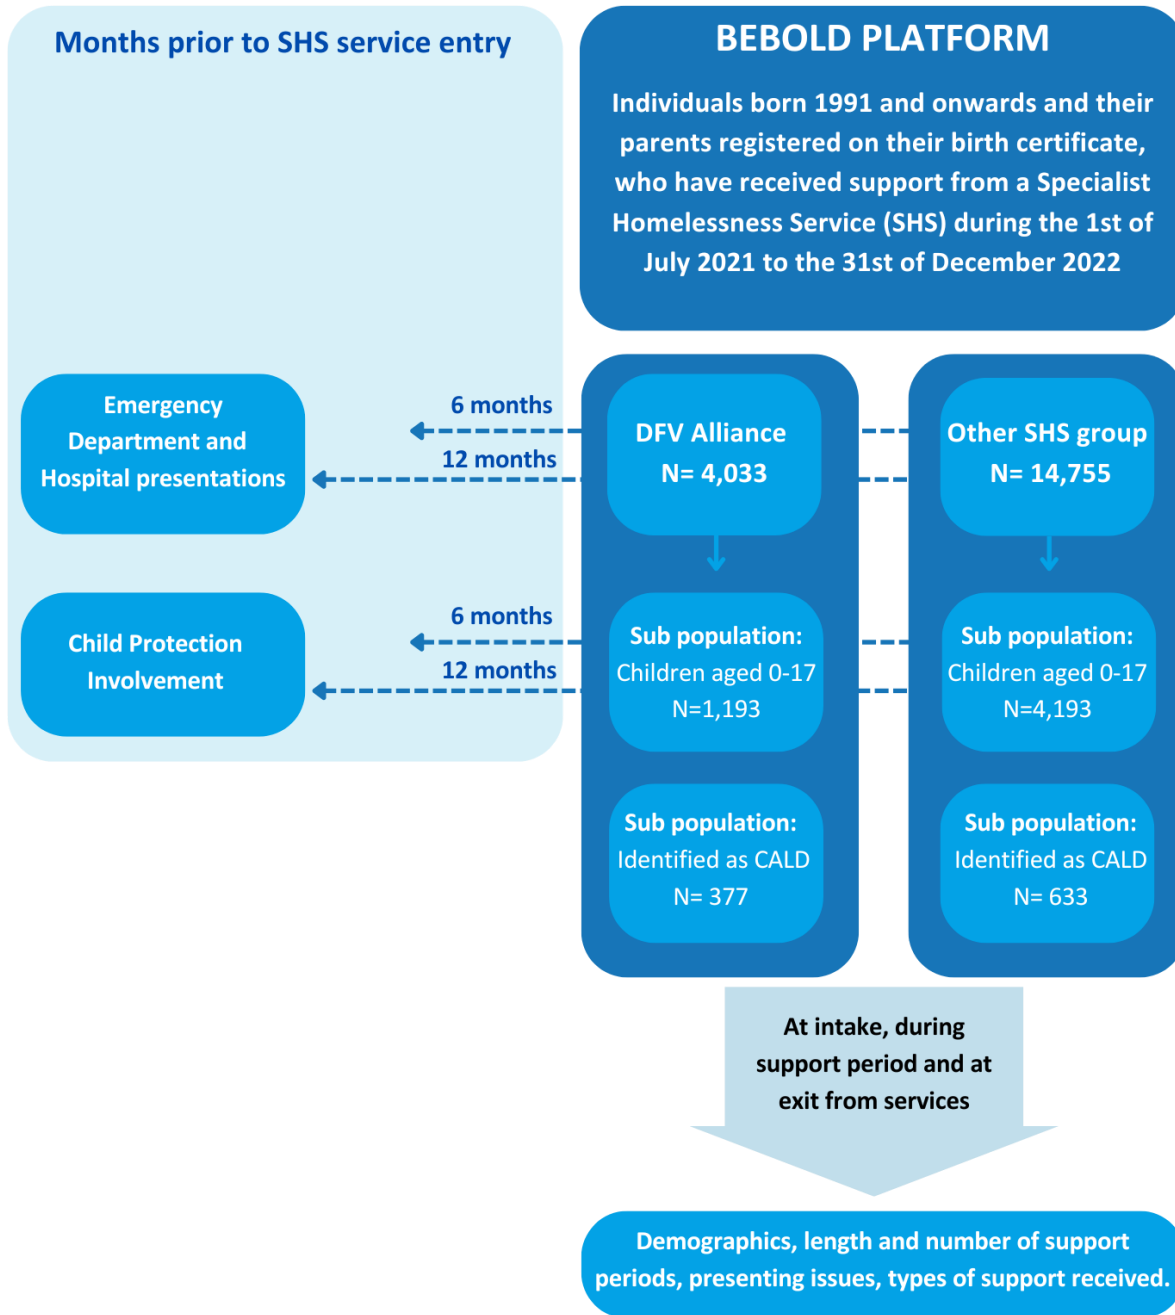 Months prior to SHS service entry
BEBOLD PLATFORM
Individuals born 1991 and onwards and their
parents registered on their birth certificate,
who have received support from a Specialist
Homelessness Service (SHS) during the 1st of
July 2021 to the 31st of December 2022
Emergency
Department and
Hospital presentations
6 months
12 months
DFV Alliance
N= 4,033
Other SHS group
N= 14,755
Child Protection
Involvement
6 months
12 months
Sub population:
Children aged 0-17
N=1,193
Sub population:
Children aged 0-17
N=4,193
Sub population:
Identified as CALD
N= 377
Sub population:
Identified as CALD
N= 633
At intake, during
support period and at
exit from services
Demographics, length and number of support
periods, presenting issues, types of support received.